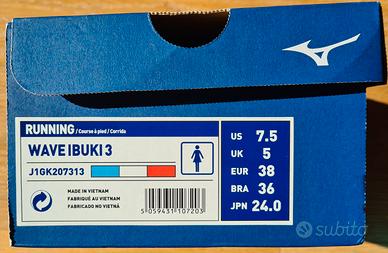 RUNNING / Course à pied / Corrida
WAVE IBUKI 3
J1GK207313
MADE IN VIETNAM
FABRIQUÉ AU VIETNAM
FABRICADO NO VIETNÃ
5 059431 107203
US 7.5
UK 5
EUR 38
BRA 36
JPN 24.0
subito